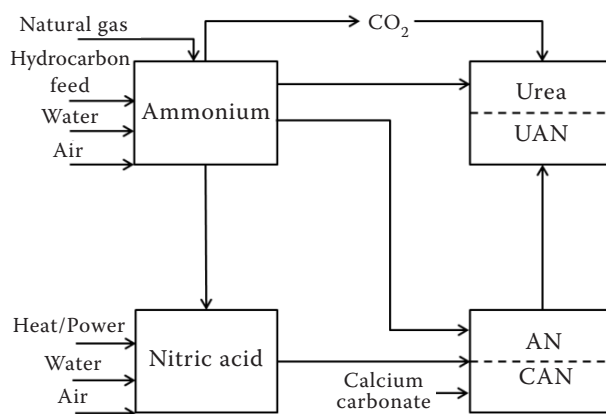 Natural gas
CO₂
Hydrocarbon
feed
Water
Air
Ammonium
Urea
UAN
Heat/Power
Water
Air
Nitric acid
AN
CAN
Calcium
carbonate